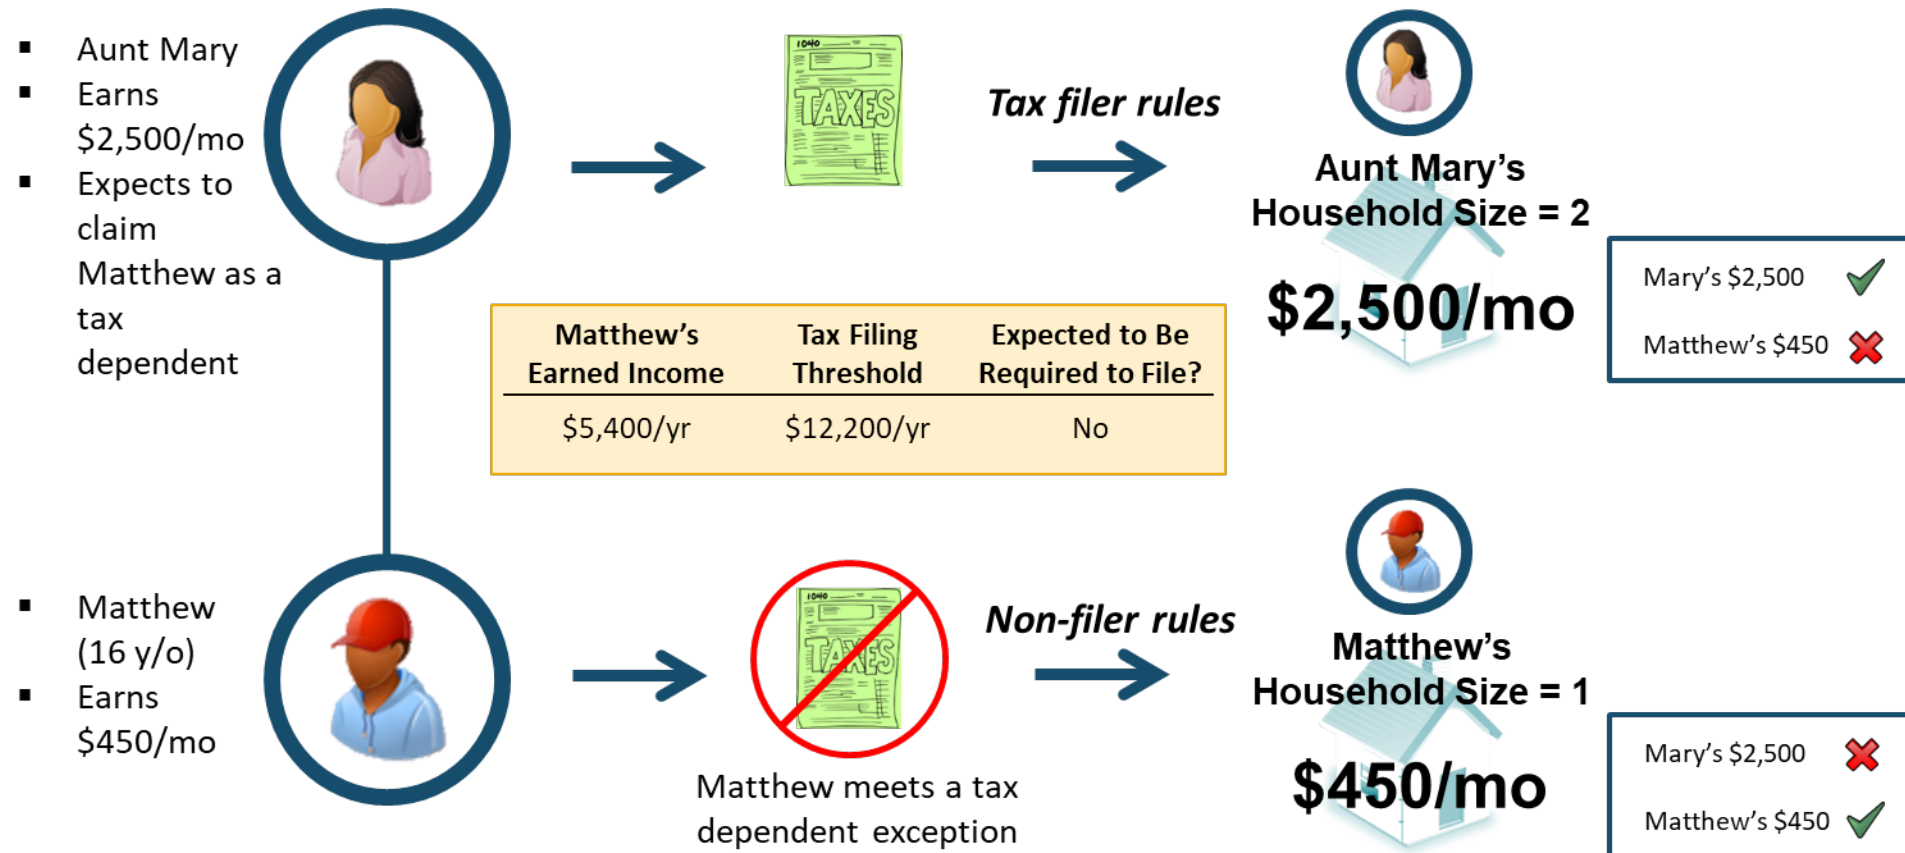 ▪ Aunt Mary
▪ Earns
$2,500/mo
▪ Expects to
claim
Matthew as a
tax
dependent
1040
TAXES
Tax filer rules
Aunt Mary's
Household Size = 2
$2,500/mo
Mary's $2,500
Matthew's $450
Matthew's Tax Filing Expected to Be
Earned Income Threshold Required to File?
$5,400/yr $12,200/yr No
▪ Matthew
(16 y/o)
▪ Earns
$450/mo
1040
TAXES
Matthew meets a tax
dependent exception
Non-filer rules
Matthew's
Household Size = 1
$450/mo
Mary's $2,500
Matthew's $450